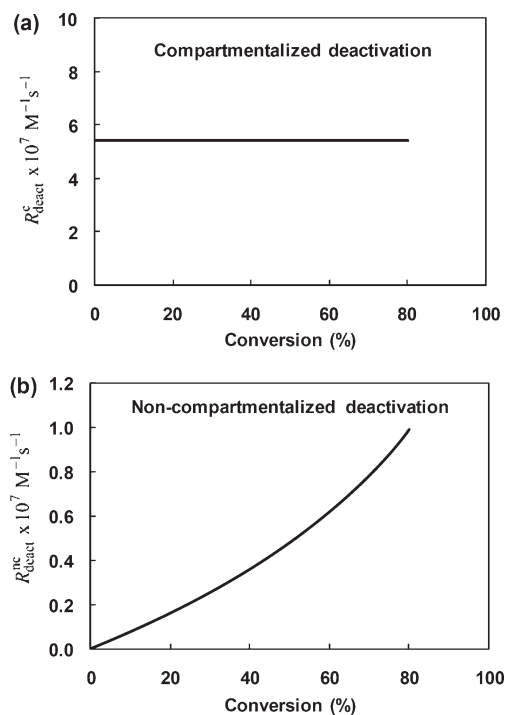 (a)
Compartmentalized deactivation
R^c_deact x 10^7 M^−1 s^−1
10
8
6
4
2
0
0 20 40 60 80 100
Conversion (%)
(b)
Non-compartmentalized deactivation
R^nc_deact x 10^7 M^−1 s^−1
1.2
1.0
0.8
0.6
0.4
0.2
0.0
0 20 40 60 80 100
Conversion (%)